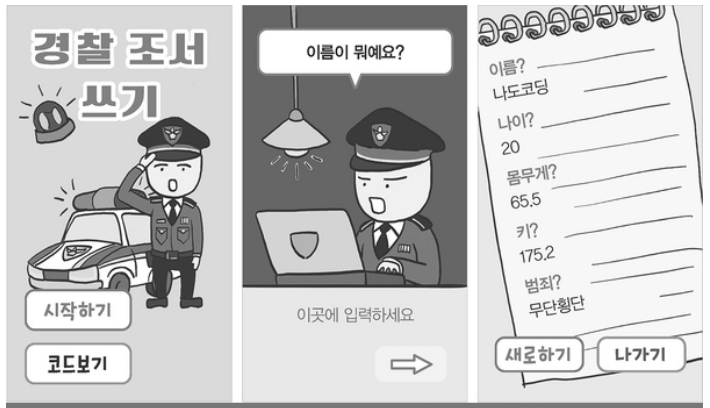 경찰 조서
쓰기
시작하기
코드보기
이름이 뭐예요?
이곳에 입력하세요
이름?
나도코딩
나이?
20
몸무게?
65.5
키?
175.2
범죄?
무단횡단
새로하기
나가기